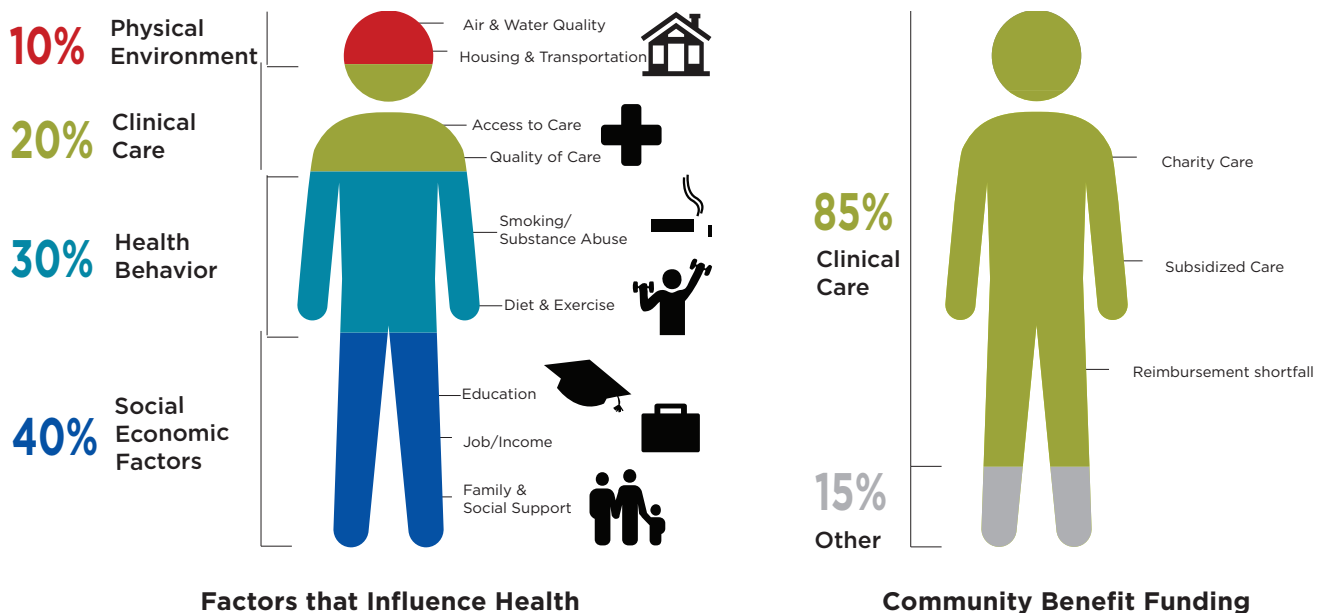 10%
Physical
Environment
Air & Water Quality
Housing & Transportation
20%
Clinical
Care
Access to Care
Quality of Care
30%
Health
Behavior
Smoking/
Substance Abuse
Diet & Exercise
40%
Social
Economic
Factors
Education
Job/Income
Family &
Social Support
Factors that Influence Health
85%
Clinical
Care
Charity Care
Subsidized Care
Reimbursement shortfall
15%
Other
Community Benefit Funding